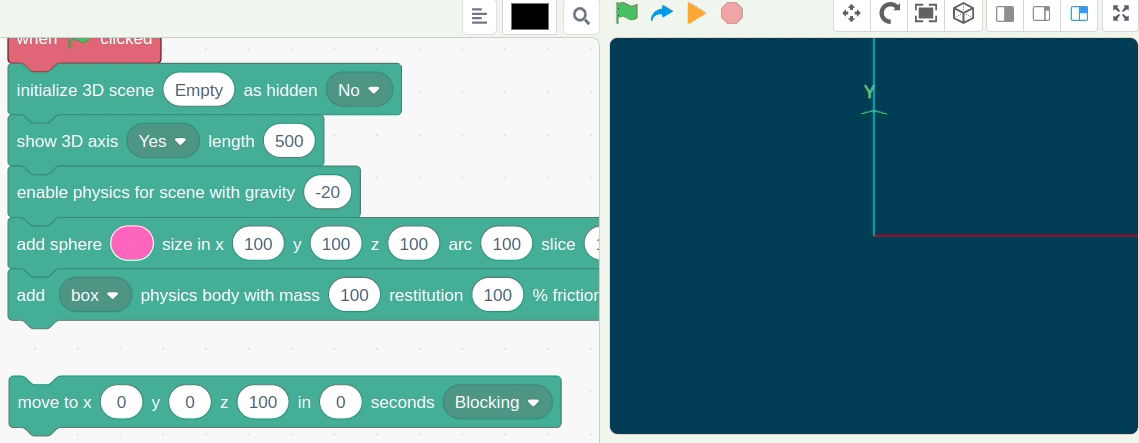 when clicked
initialize 3D scene Empty as hidden No
show 3D axis Yes length 500
enable physics for scene with gravity -20
add sphere size in x 100 y 100 z 100 arc 100 slice
add box physics body with mass 100 restitution 100 % friction
move to x 0 y 0 z 100 in 0 seconds Blocking
Y